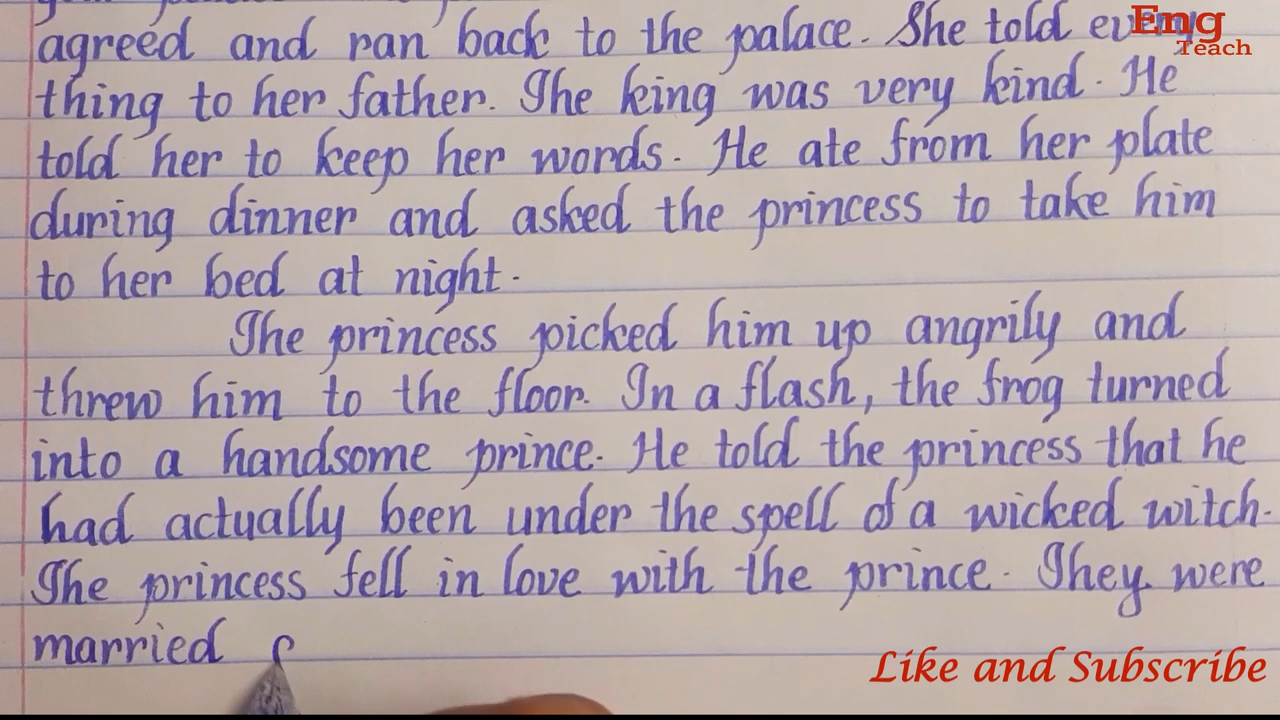 Eng
Teach
agreed and ran back to the palace. She told every
thing to her father. The king was very kind. He
told her to keep her words. He ate from her plate
during dinner and asked the princess to take him
to her bed at night.
The princess picked him up angrily and
threw him to the floor. In a flash, the frog turned
into a handsome prince. He told the princess that he
had actually been under the spell of a wicked witch.
The princess fell in love with the prince. They were
married
Like and Subscribe